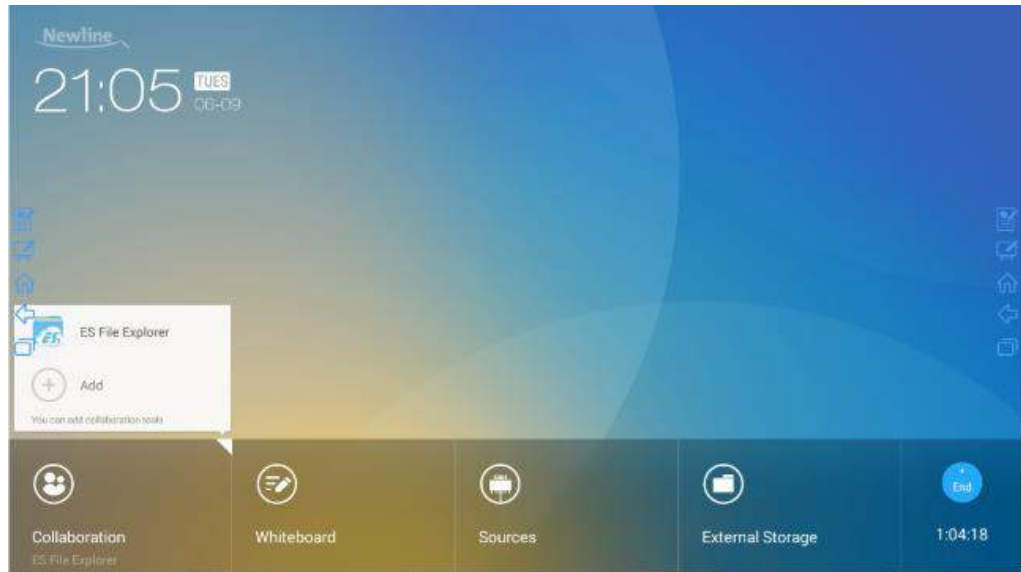 Newline
21:05 TUES
06-09
ES File Explorer
Add
You can add collaboration tools
Collaboration
ES File Explorer
Whiteboard
Sources
External Storage
End
1:04:18